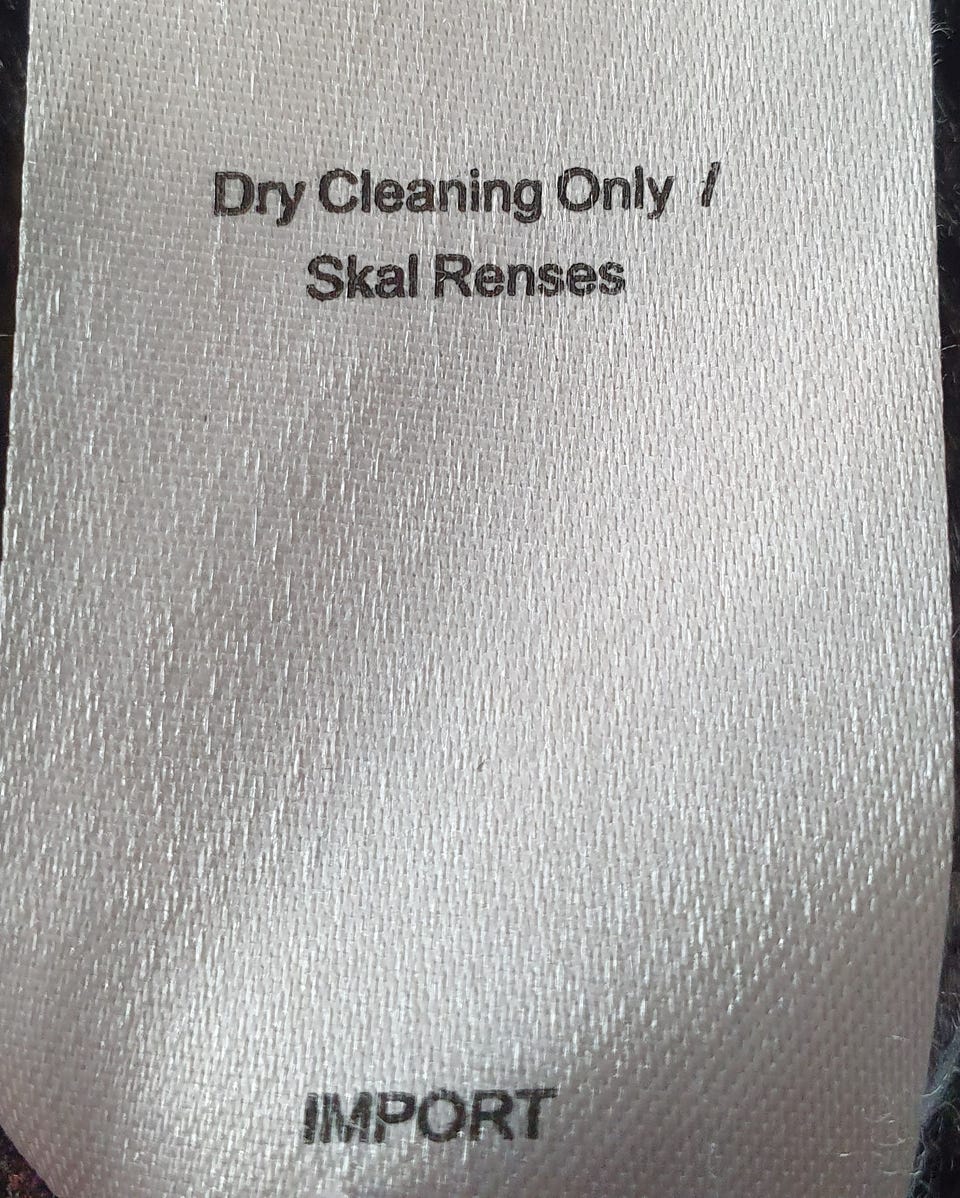 Dry Cleaning Only /
Skal Renses
IMPORT